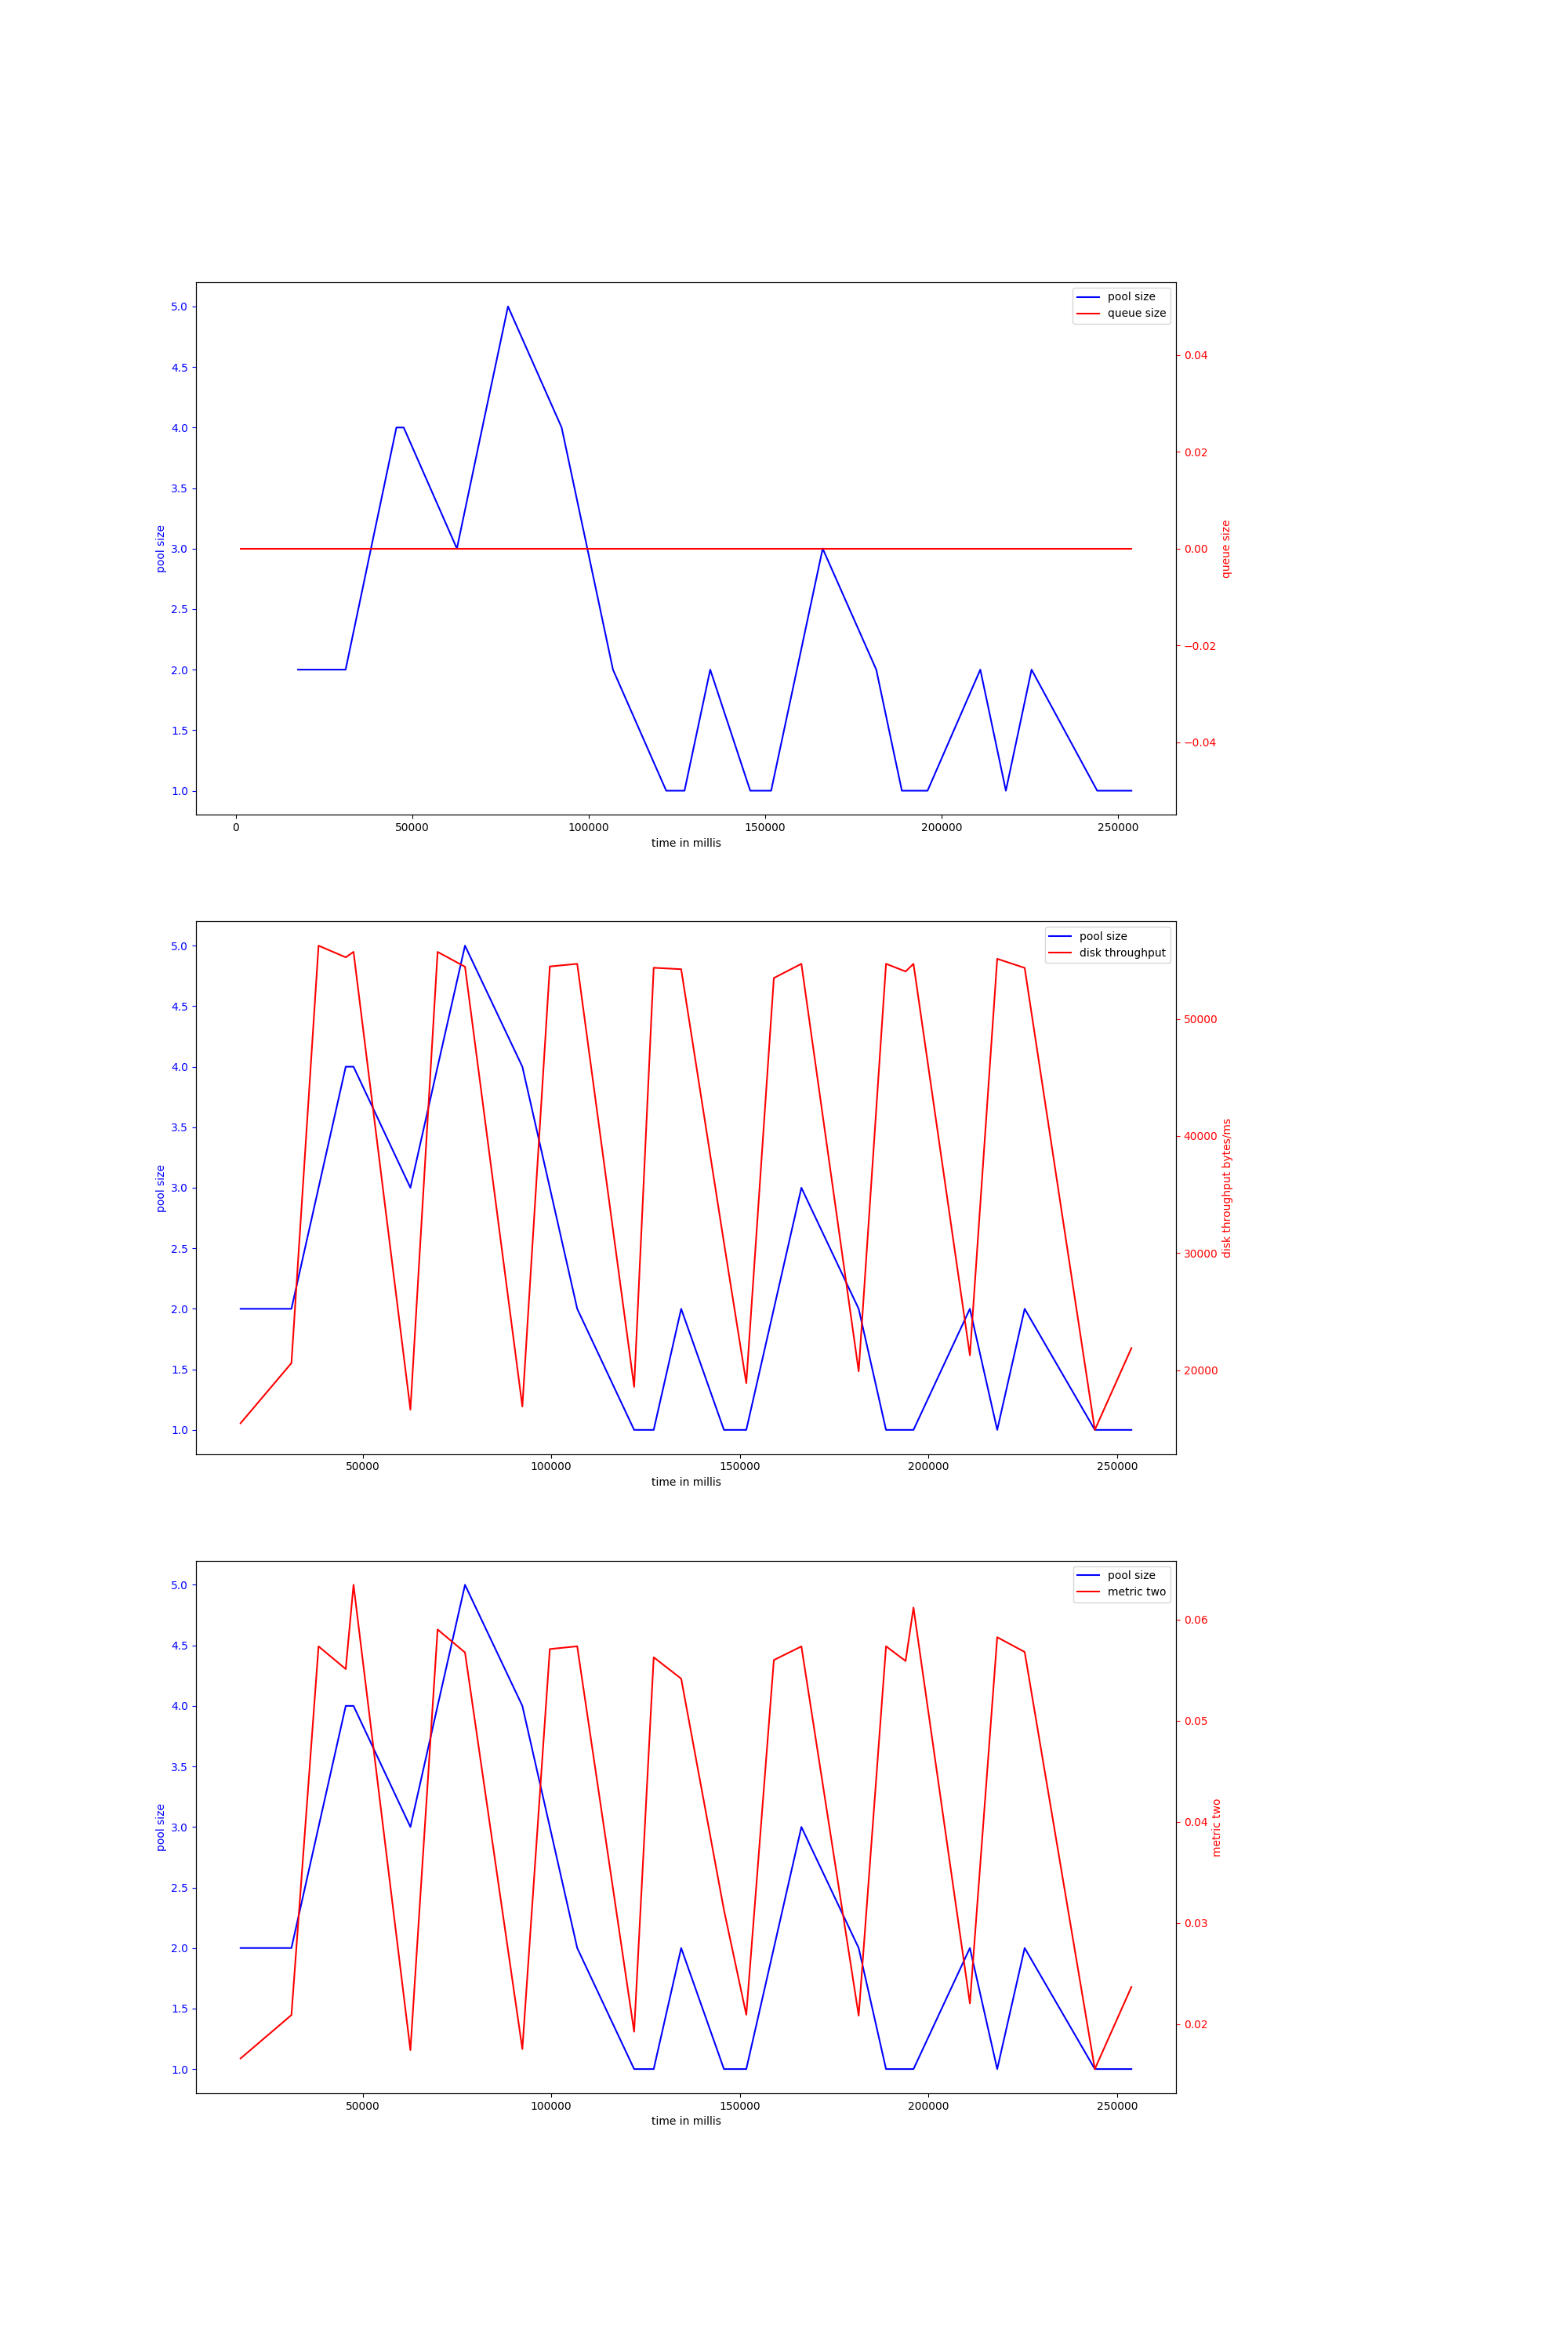 pool size
queue size
5.0
4.5
4.0
3.5
3.0
2.5
2.0
1.5
1.0
pool size
0.04
0.02
0.00
−0.02
−0.04
queue size
0 50000 100000 150000 200000 250000
time in millis
pool size
disk throughput
5.0
4.5
4.0
3.5
3.0
2.5
2.0
1.5
1.0
pool size
50000
40000
30000
20000
disk throughput bytes/ms
50000 100000 150000 200000 250000
time in millis
pool size
metric two
5.0
4.5
4.0
3.5
3.0
2.5
2.0
1.5
1.0
pool size
0.06
0.05
0.04
0.03
0.02
metric two
50000 100000 150000 200000 250000
time in millis